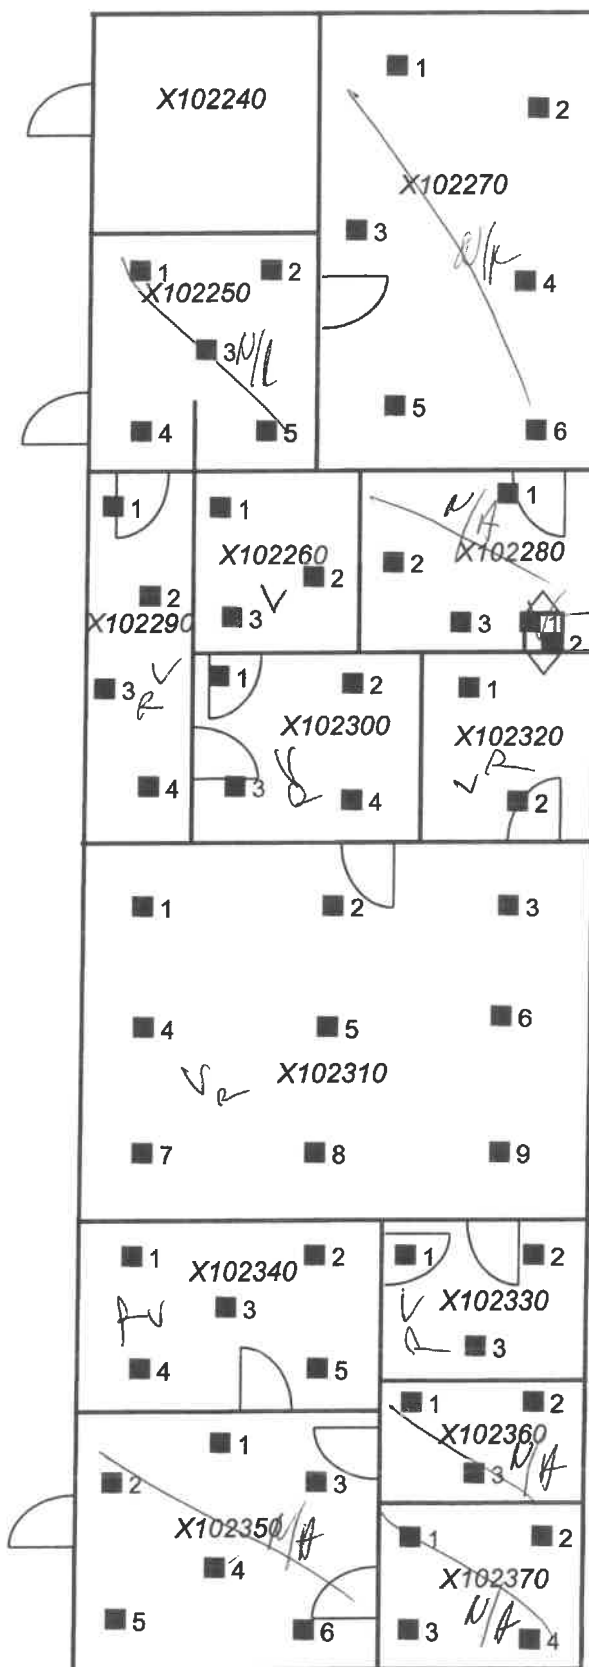 X102240
1
2
X102270
3
N/A
4
5
6
1
2
X102250
3
N/A
4
5
1
2
X102290
3
V
R
4
1
X102260
2
3
V
1
N/A
X102280
2
3
1
2
1
2
X102300
3
4
1
X102320
V R
2
1
2
3
4
5
6
V R
X102310
7
8
9
1
2
X102340
3
R V
4
5
1
2
X102330
V
R
3
1
2
X102360
3
N/A
1
2
3
X102350
N/A
4
5
6
1
2
X102370
N/A
3
4